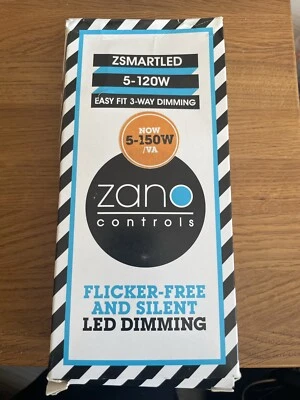 ZSMARTLED
5-120W
EASY FIT 3-WAY DIMMING
NOW
5-150W
/VA
zano
controls
FLICKER-FREE
AND SILENT
LED DIMMING